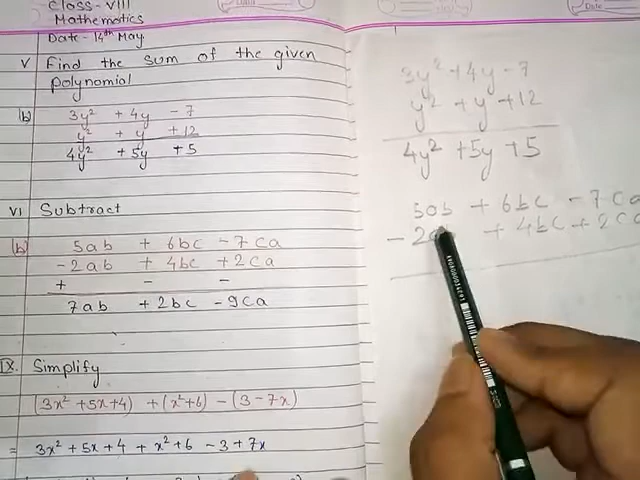 Class-VIII
Mathematics
Date - 14th May
V Find the sum of the given
polynomial
(b) 3y² + 4y - 7
y² + y + 12
4y² + 5y + 5
VI Subtract
(b) 5ab + 6bc - 7ca
- 2ab + 4bc + 2ca
+ - -
7ab + 2bc - 9ca
IX. Simplify
(3x² + 5x + 4) + (x² + 6) - (3 - 7x)
= 3x² + 5x + 4 + x² + 6 - 3 + 7x
Date
3y² + 4y - 7
y² + y + 12
4y² + 5y + 5
5ab + 6bc - 7ca
- 2a + 4bc + 2ca